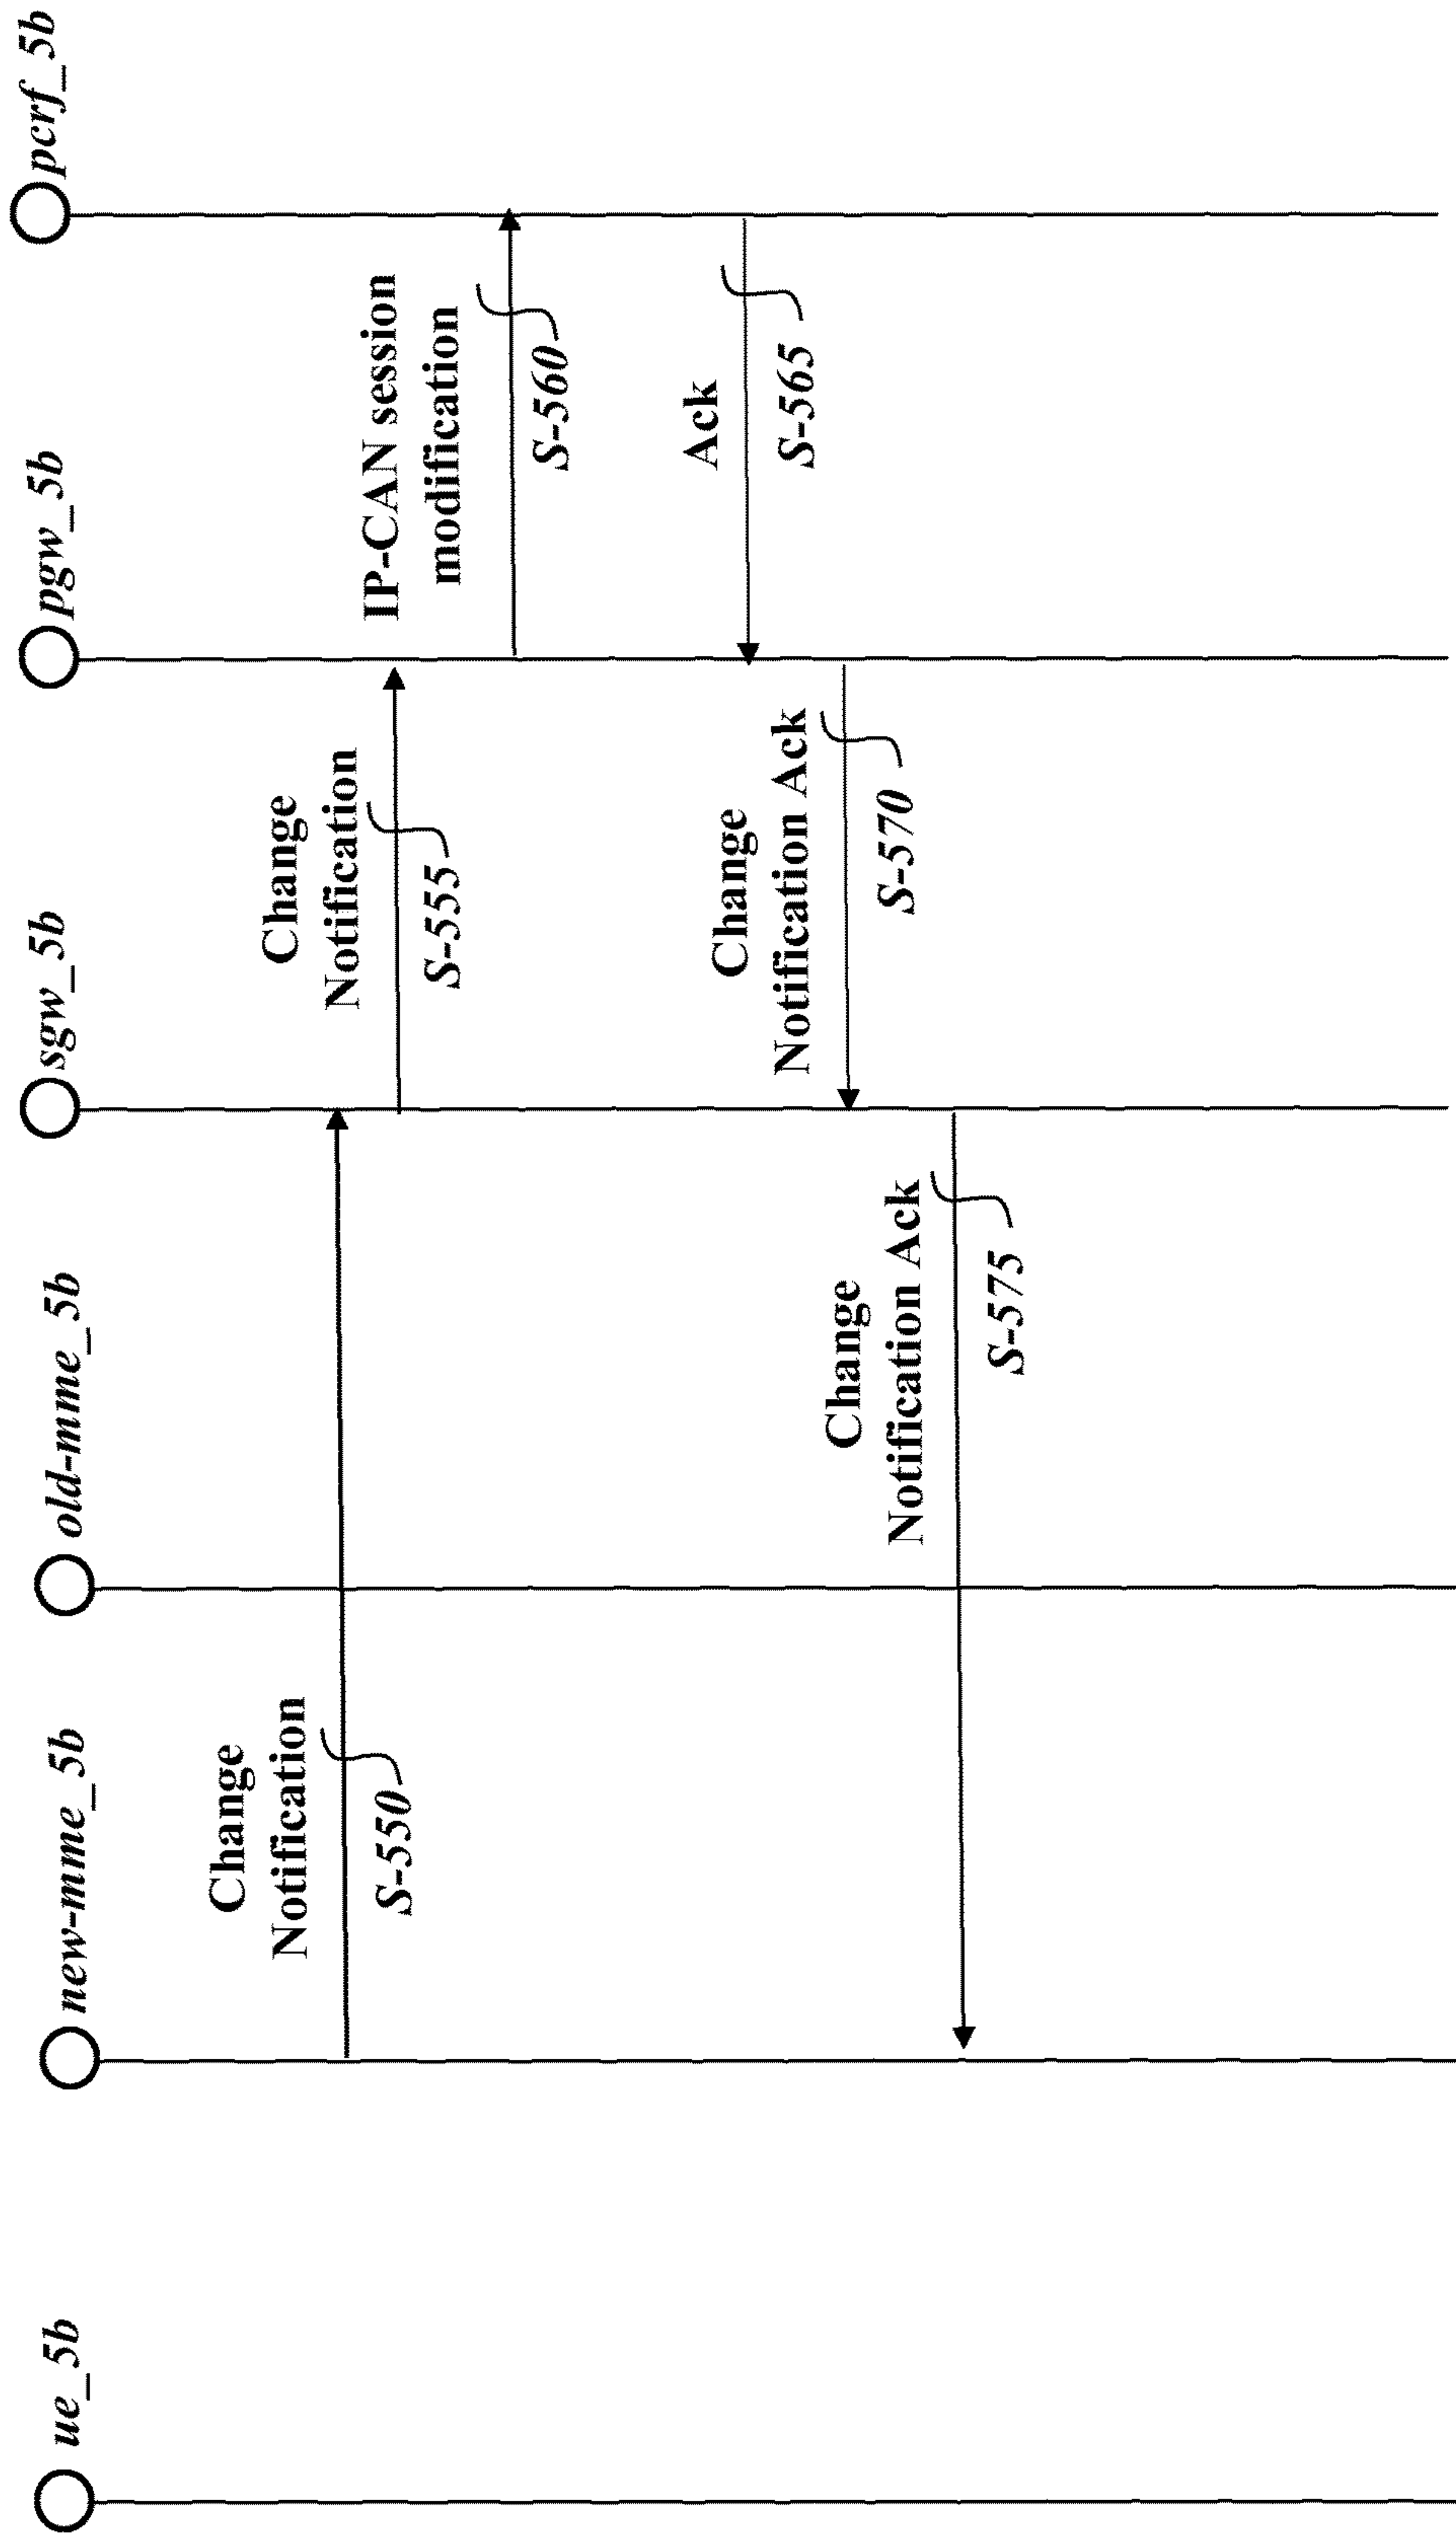 ue_5b
new-mme_5b
old-mme_5b
sgw_5b
pgw_5b
pcrf_5b
Change
Notification
S-550
Change
Notification
S-555
IP-CAN session
modification
S-560
Ack
S-565
Change
Notification Ack
S-570
Change
Notification Ack
S-575